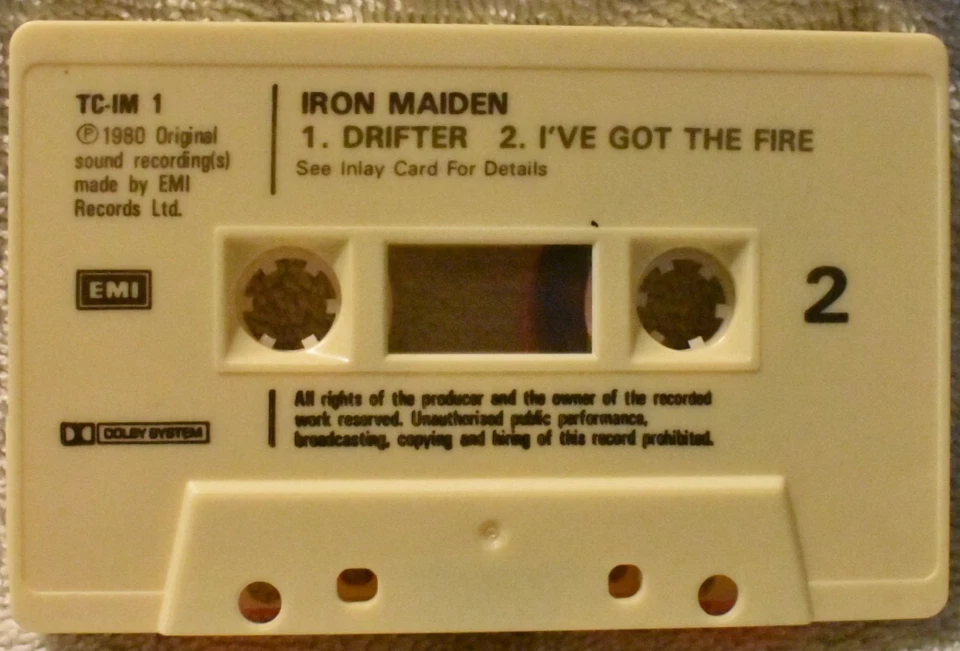 TC-IM 1
Ⓟ 1980 Original
sound recording(s)
made by EMI
Records Ltd.
IRON MAIDEN
1. DRIFTER 2. I'VE GOT THE FIRE
See Inlay Card For Details
EMI
2
DOLBY SYSTEM
All rights of the producer and the owner of the recorded
work reserved. Unauthorised public performance,
broadcasting, copying and hiring of this record prohibited.